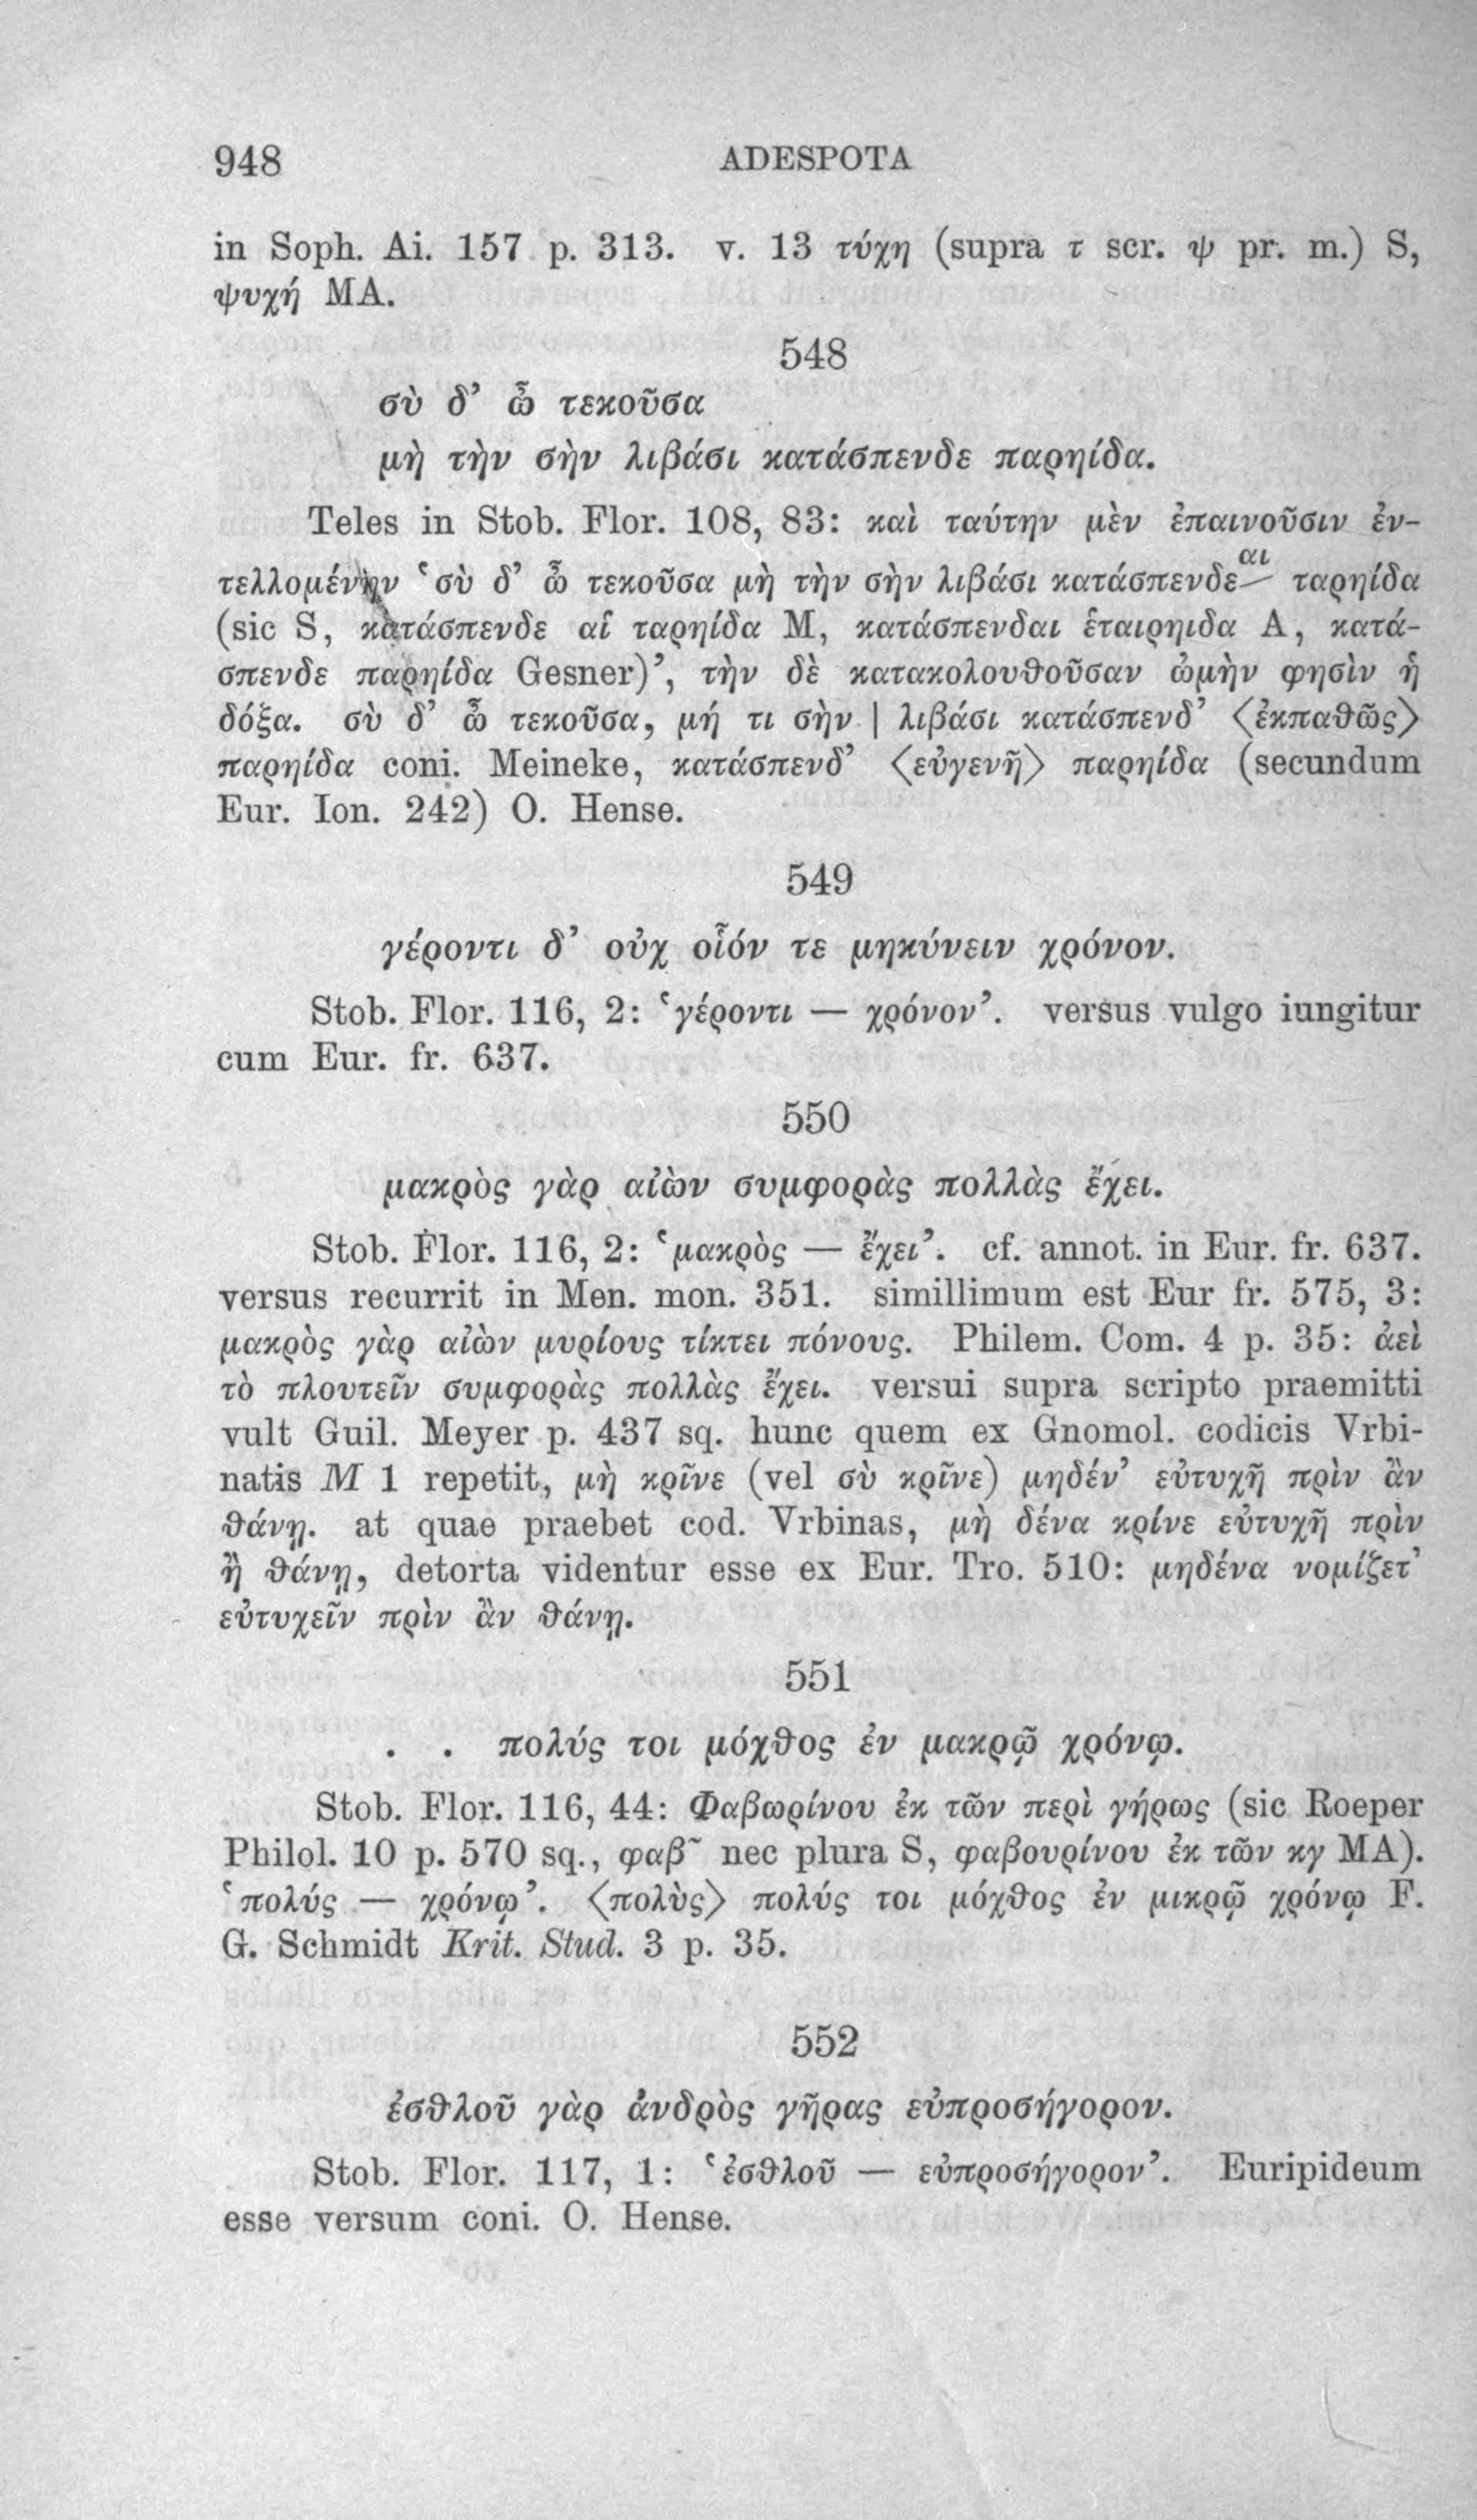 948 ADESPOTA
in Soph. Ai. 157 p. 313. v. 13 τύχη (supra τ scr. ψ pr. m.) S,
ψυχή MA.
548
σὺ δ’ ὦ τεκοῦσα
μὴ τὴν σὴν λιβάσι κατάσπενδε παρηίδα.
Teles in Stob. Flor. 108, 83: καὶ ταύτην μὲν ἐπαινοῦσιν ἐν-
τελλομένην ‘σὺ δ’ ὦ τεκοῦσα μὴ τὴν σὴν λιβάσι κατάσπενδε αι ταρηίδα
(sic S, κατάσπενδε αἱ ταρηίδα M, κατάσπενδαι ἑταιρηιδα A, κατά-
σπενδε παρηίδα Gesner)’, τὴν δὲ κατακολουθοῦσαν ὠμὴν φησὶν ἡ
δόξα. σὺ δ’ ὦ τεκοῦσα, μή τι σὴν | λιβάσι κατάσπενδ’ ⟨ἐκπαθῶς⟩
παρηίδα coni. Meineke, κατάσπενδ’ ⟨εὐγενῆ⟩ παρηίδα (secundum
Eur. Ion. 242) O. Hense.
549
γέροντι δ’ οὐχ οἷόν τε μηκύνειν χρόνον.
Stob. Flor. 116, 2: ‘γέροντι — χρόνον’. versus vulgo iungitur
cum Eur. fr. 637.
550
μακρὸς γὰρ αἰὼν συμφορὰς πολλὰς ἔχει.
Stob. Flor. 116, 2: ‘μακρὸς — ἔχει’. cf. annot. in Eur. fr. 637.
versus recurrit in Men. mon. 351. simillimum est Eur fr. 575, 3:
μακρὸς γὰρ αἰὼν μυρίους τίκτει πόνους. Philem. Com. 4 p. 35: ἀεὶ
τὸ πλουτεῖν συμφορὰς πολλὰς ἔχει. versui supra scripto praemitti
vult Guil. Meyer p. 437 sq. hunc quem ex Gnomol. codicis Vrbi-
natis M 1 repetit, μὴ κρῖνε (vel σὺ κρῖνε) μηδέν’ εὐτυχῆ πρὶν ἂν
θάνῃ. at quae praebet cod. Vrbinas, μὴ δένα κρίνε εὐτυχῆ πρὶν
ἢ θάνῃ, detorta videntur esse ex Eur. Tro. 510: μηδένα νομίζετ’
εὐτυχεῖν πρὶν ἂν θάνῃ.
551
. . πολύς τοι μόχθος ἐν μακρῷ χρόνῳ.
Stob. Flor. 116, 44: Φαβωρίνου ἐκ τῶν περὶ γήρως (sic Roeper
Philol. 10 p. 570 sq., φαβ῀ nec plura S, φαβουρίνου ἐκ τῶν κγ MA).
‘πολύς — χρόνῳ’. ⟨πολὺς⟩ πολύς τοι μόχθος ἐν μικρῷ χρόνῳ F.
G. Schmidt Krit. Stud. 3 p. 35.
552
ἐσθλοῦ γὰρ ἀνδρὸς γῆρας εὐπροσήγορον.
Stob. Flor. 117, 1: ‘ἐσθλοῦ — εὐπροσήγορον’. Euripideum
esse versum coni. O. Hense.